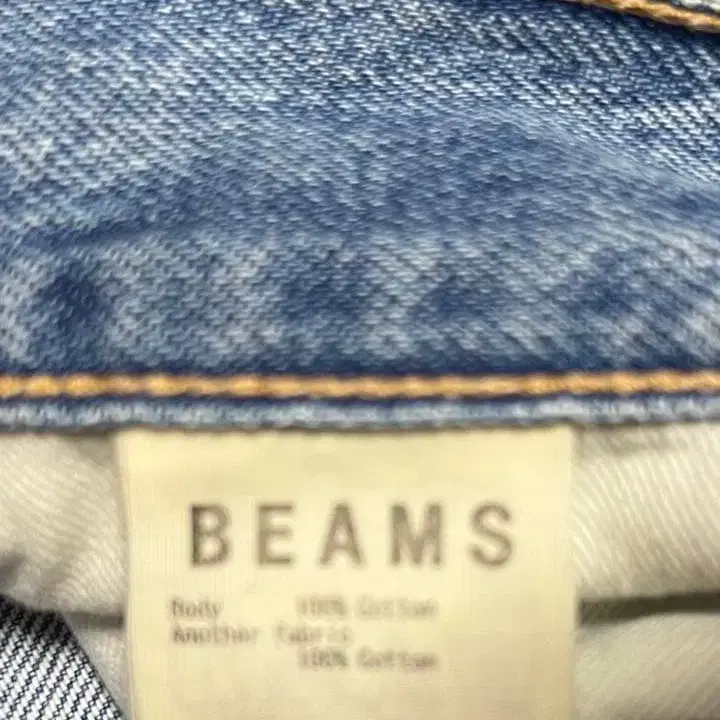 BEAMS
Body 100% Cotton
Another Fabric
100% Cotton